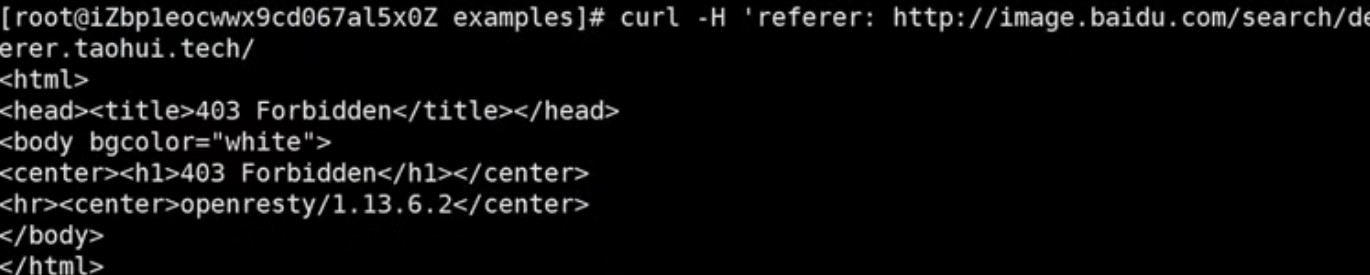 [root@iZbp1eocwwx9cd067al5x0Z examples]# curl -H 'referer: http://image.baidu.com/search/de
erer.taohui.tech/
<html>
<head><title>403 Forbidden</title></head>
<body bgcolor="white">
<center><h1>403 Forbidden</h1></center>
<hr><center>openresty/1.13.6.2</center>
</body>
</html>